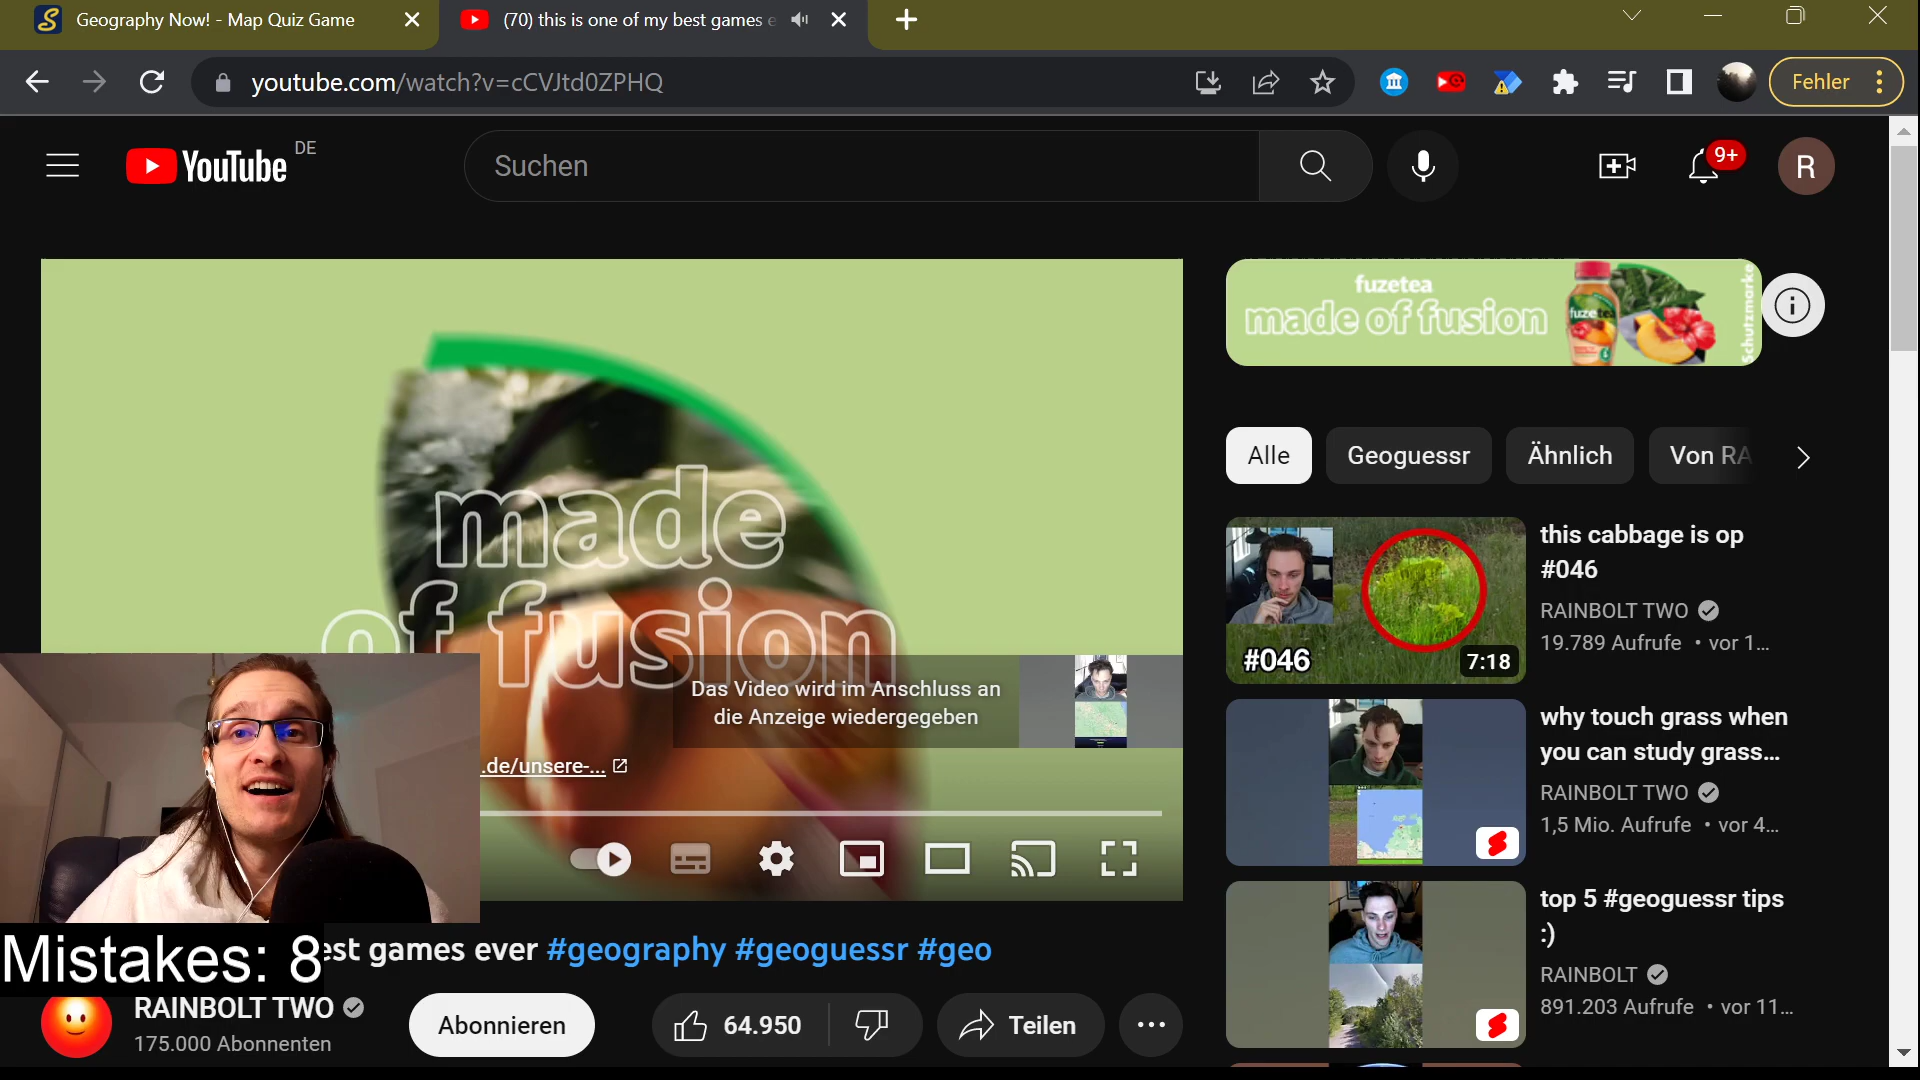 Geography Now! - Map Quiz Game
(70) this is one of my best games e
youtube.com/watch?v=cCVJtd0ZPHQ
Fehler
YouTube DE
Suchen
9+
R
made
of fusion
Das Video wird im Anschluss an
die Anzeige wiedergegeben
.de/unsere-...
fuzetea
made of fusion
fuzetea
Schutzmarke
Alle
Geoguessr
Ähnlich
Von RA
#046
7:18
this cabbage is op
#046
RAINBOLT TWO
19.789 Aufrufe • vor 1...
why touch grass when
you can study grass...
RAINBOLT TWO
1,5 Mio. Aufrufe • vor 4...
top 5 #geoguessr tips
:)
RAINBOLT
891.203 Aufrufe • vor 11...
Mistakes: 8
est games ever #geography #geoguessr #geo
RAINBOLT TWO
175.000 Abonnenten
Abonnieren
64.950
Teilen